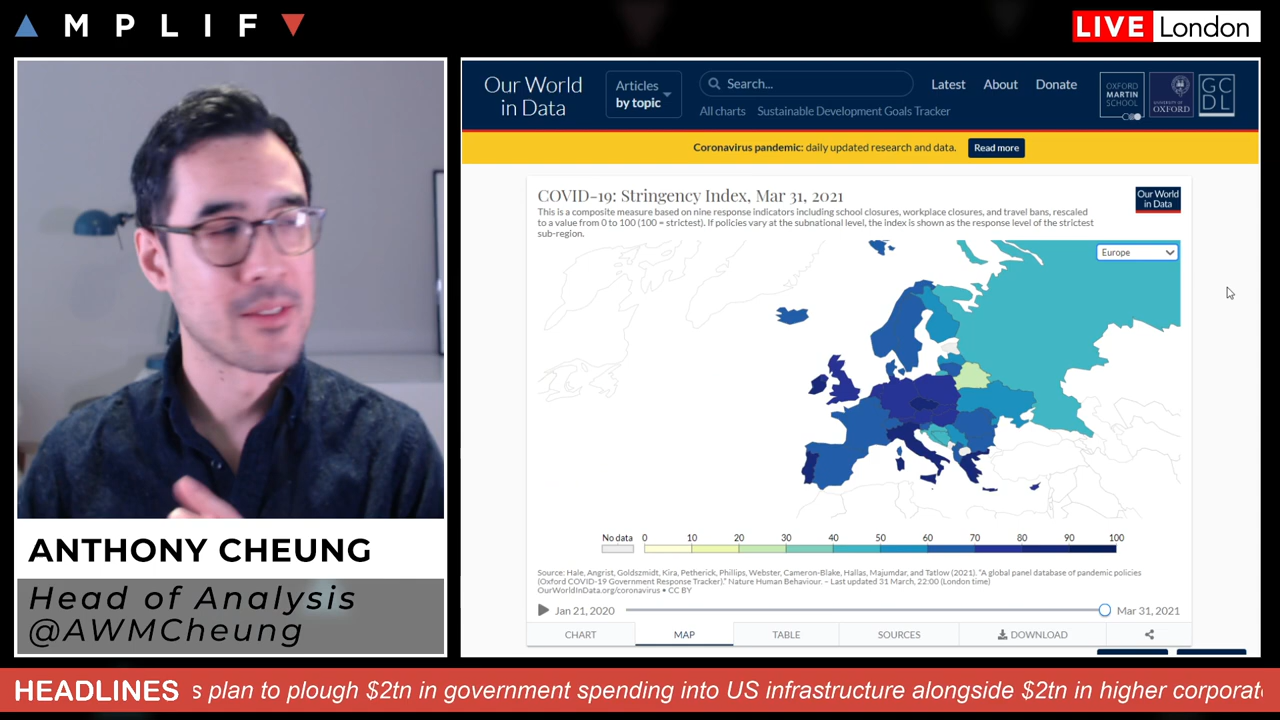 MPLIF
LIVE London
Our World
in Data
Articles
by topic
Search...
Latest
About
Donate
All charts
Sustainable Development Goals Tracker
OXFORD
MARTIN
SCHOOL
UNIVERSITY OF
OXFORD
GC
DL
Coronavirus pandemic: daily updated research and data.
Read more
COVID-19: Stringency Index, Mar 31, 2021
This is a composite measure based on nine response indicators including school closures, workplace closures, and travel bans, rescaled
to a value from 0 to 100 (100 = strictest). If policies vary at the subnational level, the index is shown as the response level of the strictest
sub-region.
Our World
in Data
Europe
No data
0 10 20 30 40 50 60 70 80 90 100
Source: Hale, Angrist, Goldszmidt, Kira, Petherick, Phillips, Webster, Cameron-Blake, Hallas, Majumdar, and Tatlow (2021). "A global panel database of pandemic policies
(Oxford COVID-19 Government Response Tracker)." Nature Human Behaviour. – Last updated 31 March, 22:00 (London time)
OurWorldInData.org/coronavirus • CC BY
Jan 21, 2020
Mar 31, 2021
CHART
MAP
TABLE
SOURCES
DOWNLOAD
ANTHONY CHEUNG
Head of Analysis
@AWMCheung
HEADLINES s plan to plough $2tn in government spending into US infrastructure alongside $2tn in higher corporat